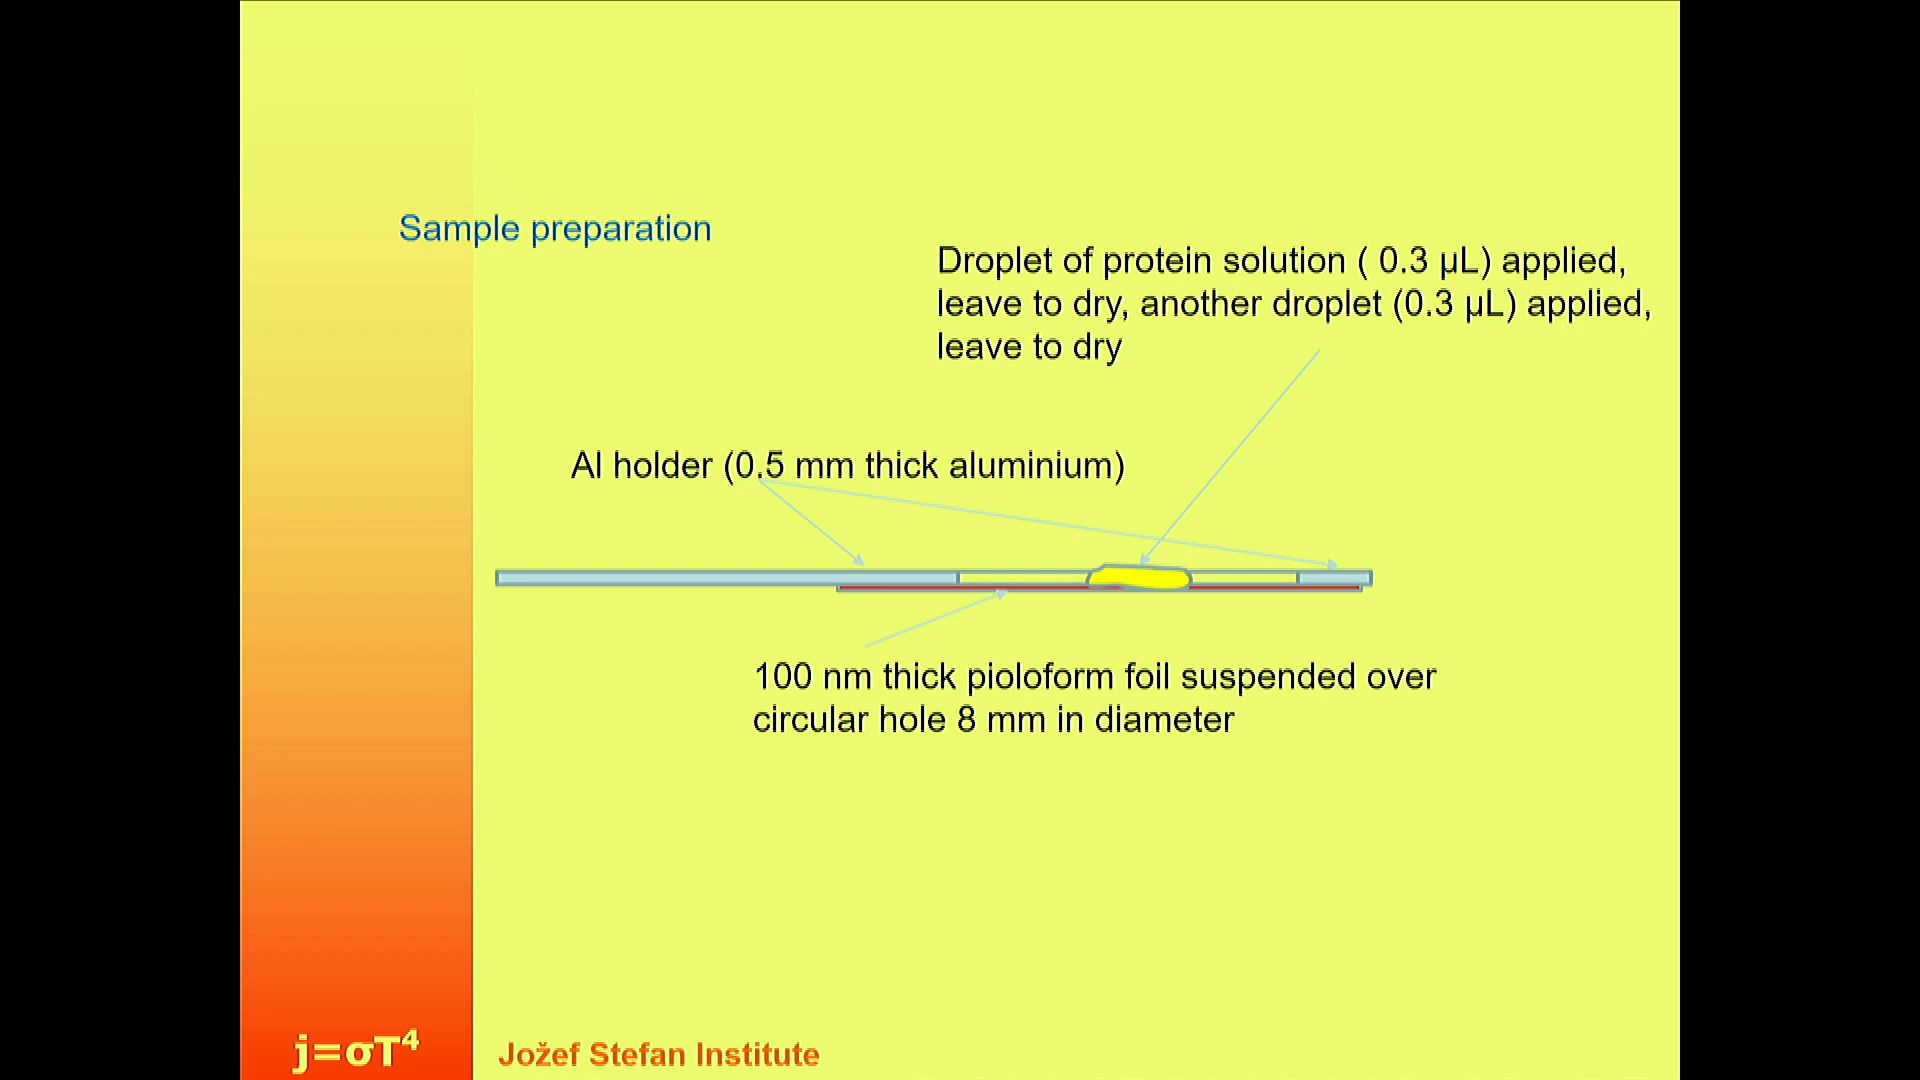 Sample preparation
Droplet of protein solution ( 0.3 µL) applied,
leave to dry, another droplet (0.3 µL) applied,
leave to dry
Al holder (0.5 mm thick aluminium)
100 nm thick pioloform foil suspended over
circular hole 8 mm in diameter
j=σT⁴
Jožef Stefan Institute